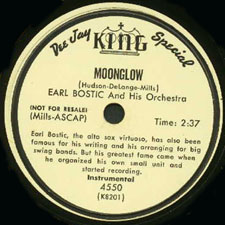 Dee Jay KING Special
MOONGLOW
(Hudson-DeLange-Mills)
EARL BOSTIC And His Orchestra
(NOT FOR RESALE)
(Mills-ASCAP)
Time: 2:37
Earl Bostic, the alto sax virtuoso, has also been
famous for his writing and his arranging for big
swing bands. But his greatest fame came when
he organized his own small unit and
started recording.
Instrumental
4550
(K8201)